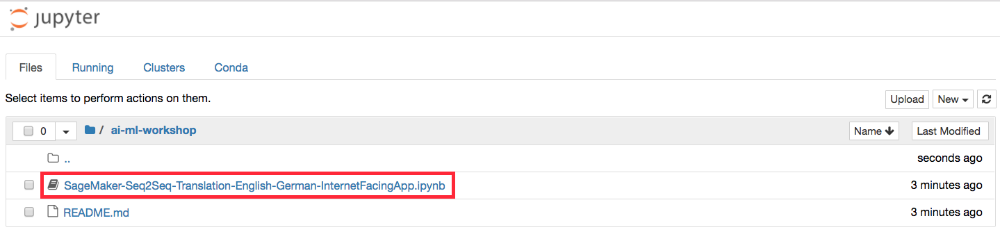 jupyter
Files Running Clusters Conda
Select items to perform actions on them.
Upload New
0 / ai-ml-workshop Name Last Modified
.. seconds ago
SageMaker-Seq2Seq-Translation-English-German-InternetFacingApp.ipynb 3 minutes ago
README.md 3 minutes ago